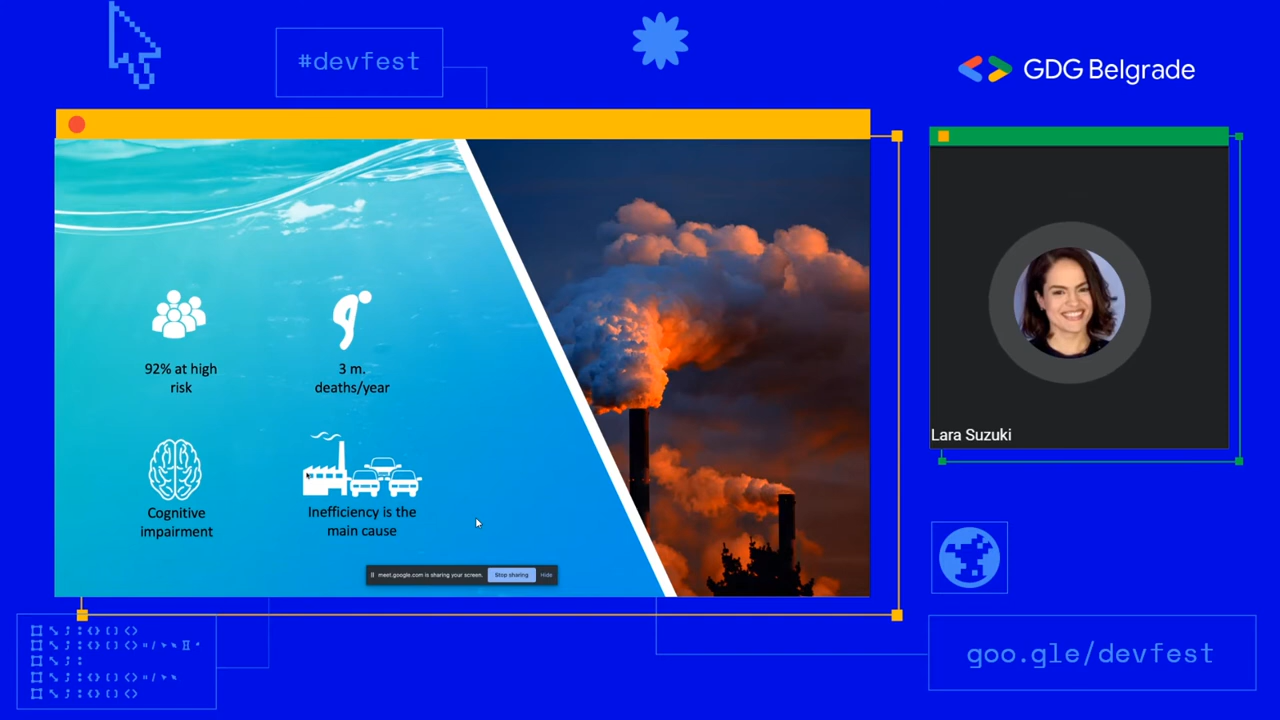 #devfest
GDG Belgrade
92% at high
risk
3 m.
deaths/year
Cognitive
impairment
Inefficiency is the
main cause
meet.google.com is sharing your screen.
Stop sharing
Hide
Lara Suzuki
goo.gle/devfest